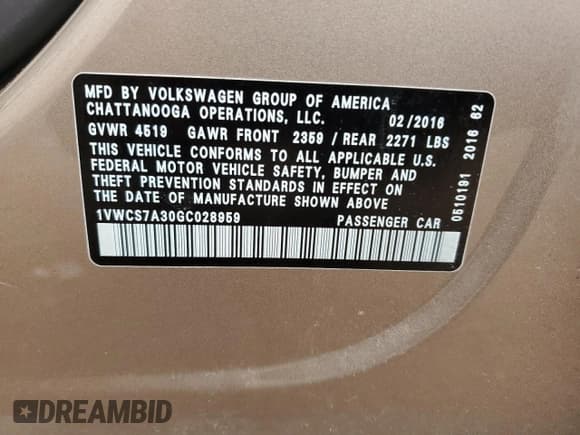 MFD BY VOLKSWAGEN GROUP OF AMERICA
CHATTANOOGA OPERATIONS, LLC. 02/2016
GVWR 4519 GAWR FRONT 2359 / REAR 2271 LBS
THIS VEHICLE CONFORMS TO ALL APPLICABLE U.S.
FEDERAL MOTOR VEHICLE SAFETY, BUMPER AND
THEFT PREVENTION STANDARDS IN EFFECT ON
THE DATE OF MANUFACTURE SHOWN ABOVE
1VWCS7A30GC028959 PASSENGER CAR
0610191 2016 62
DREAMBID